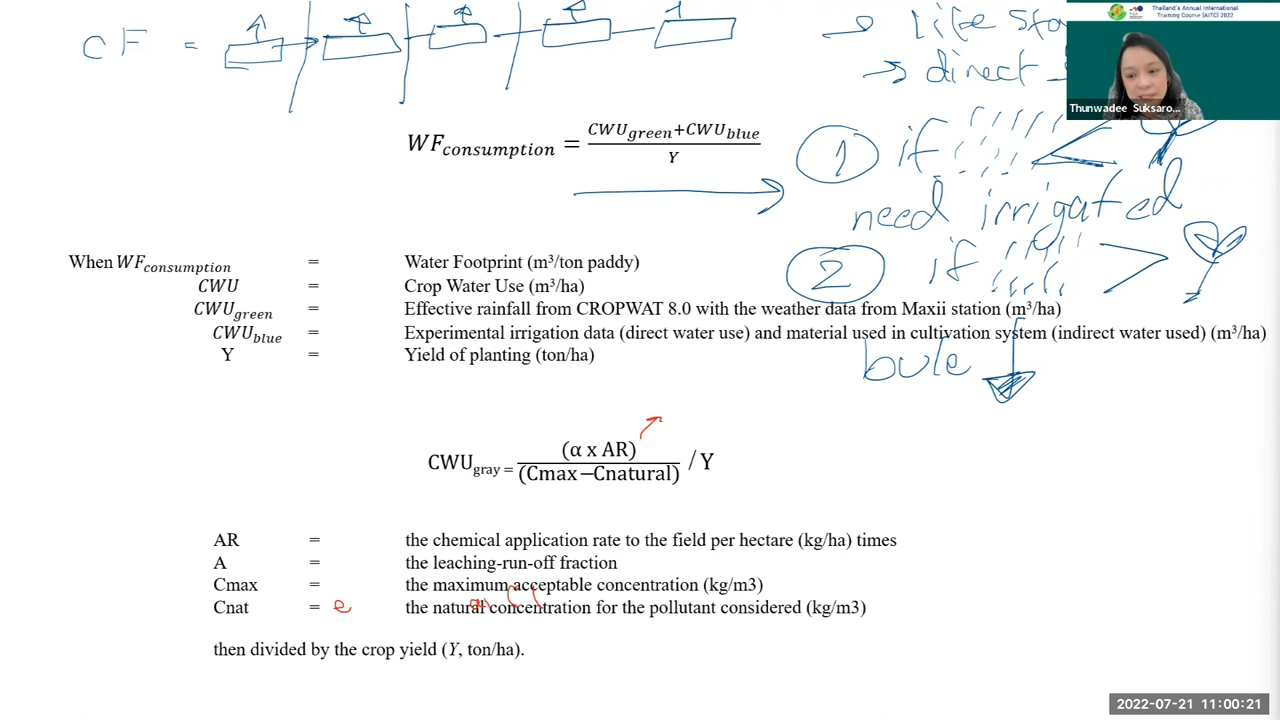 Thailand's Annual International
Training Course (AITC) 2022
CF =
→ life
→ direct
Thunwadee Suksaro...
WFconsumption = CWUgreen+CWUblue / Y
1 if <
need irrigated
2 if >
When WFconsumption = Water Footprint (m³/ton paddy)
CWU = Crop Water Use (m³/ha)
CWUgreen = Effective rainfall from CROPWAT 8.0 with the weather data from Maxii station (m³/ha)
CWUblue = Experimental irrigation data (direct water use) and material used in cultivation system (indirect water used) (m³/ha)
Y = Yield of planting (ton/ha)
bule
CWUgray = (α x AR) / (Cmax−Cnatural) / Y
AR = the chemical application rate to the field per hectare (kg/ha) times
A = the leaching-run-off fraction
Cmax = the maximum acceptable concentration (kg/m3)
Cnat = the natural concentration for the pollutant considered (kg/m3)
then divided by the crop yield (Y, ton/ha).
2022-07-21 11:00:21